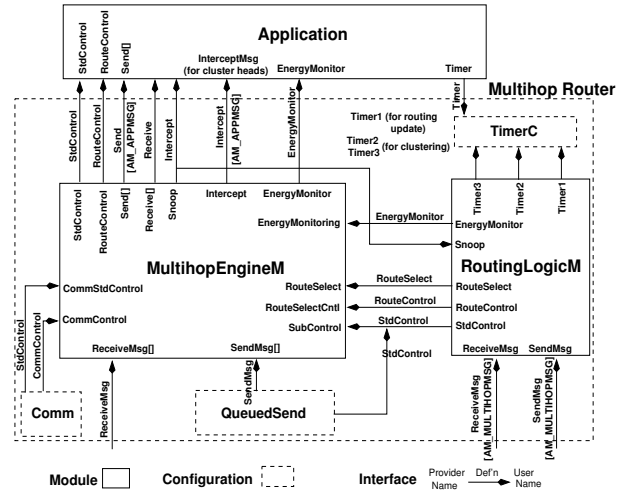 Application
StdControl
RouteControl
Send[]
InterceptMsg
(for cluster heads)
EnergyMonitor
Timer
StdControl
RouteControl
Send
[AM_APPMSG]
Receive
Intercept
Intercept
[AM_APPMSG]
EnergyMonitor
Timer
Multihop Router
Timer1 (for routing
update)
Timer2
Timer3 (for clustering)
TimerC
StdControl
RouteControl
Send[]
Receive[]
Snoop
Intercept
EnergyMonitor
Timer3
Timer2
Timer1
EnergyMonitoring
EnergyMonitor
EnergyMonitor
Snoop
MultihopEngineM
RoutingLogicM
CommStdControl
RouteSelect
RouteSelect
RouteSelect
CommControl
RouteSelectCntl
RouteControl
RouteControl
SubControl
StdControl
StdControl
StdControl
ReceiveMsg[]
SendMsg[]
ReceiveMsg
SendMsg
StdControl
CommControl
Comm
ReceiveMsg
SendMsg
QueuedSend
ReceiveMsg
[AM_MULTIHOPMSG]
SendMsg
[AM_MULTIHOPMSG]
Module
Configuration
Interface
Provider
Name
Def'n
User
Name